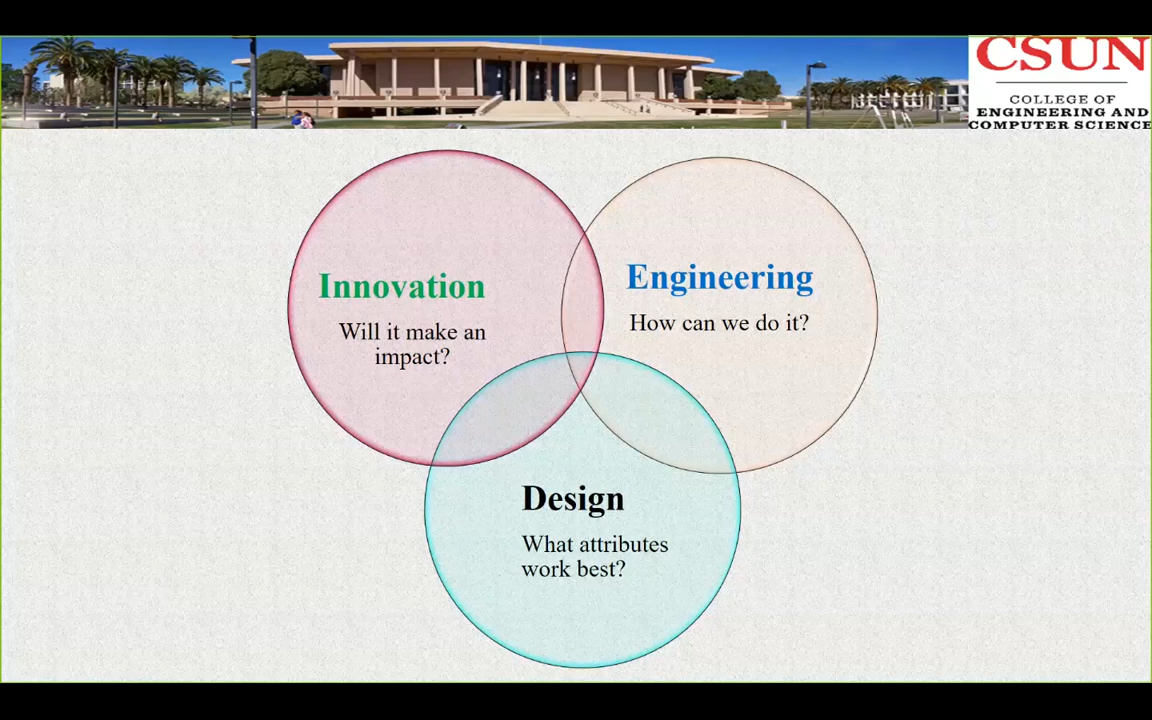 CSUN
COLLEGE OF
ENGINEERING AND
COMPUTER SCIENCE
Innovation
Will it make an
impact?
Engineering
How can we do it?
Design
What attributes
work best?